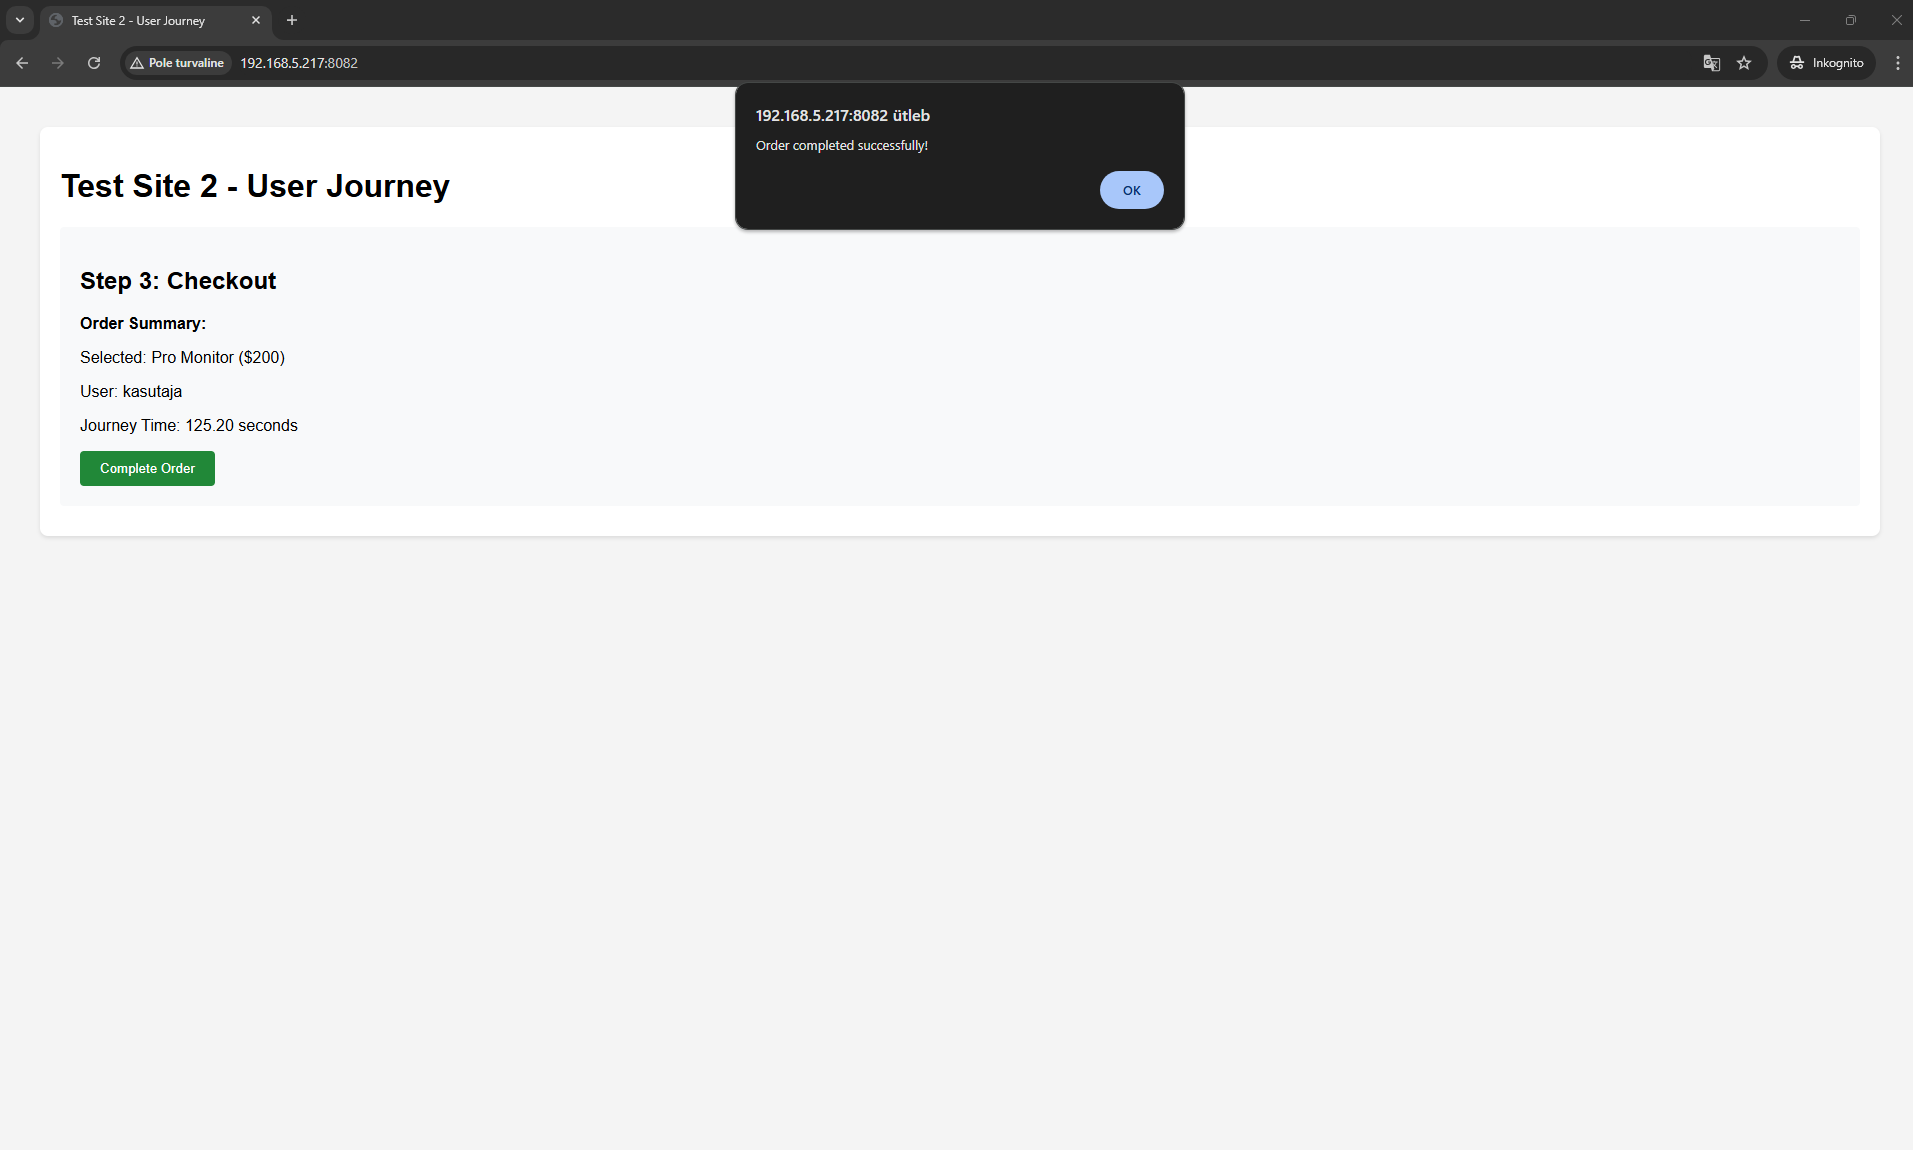 Test Site 2 - User Journey
Pole turvaline
192.168.5.217:8082
Inkognito
192.168.5.217:8082 ütleb
Order completed successfully!
OK
Test Site 2 - User Journey
Step 3: Checkout
Order Summary:
Selected: Pro Monitor ($200)
User: kasutaja
Journey Time: 125.20 seconds
Complete Order